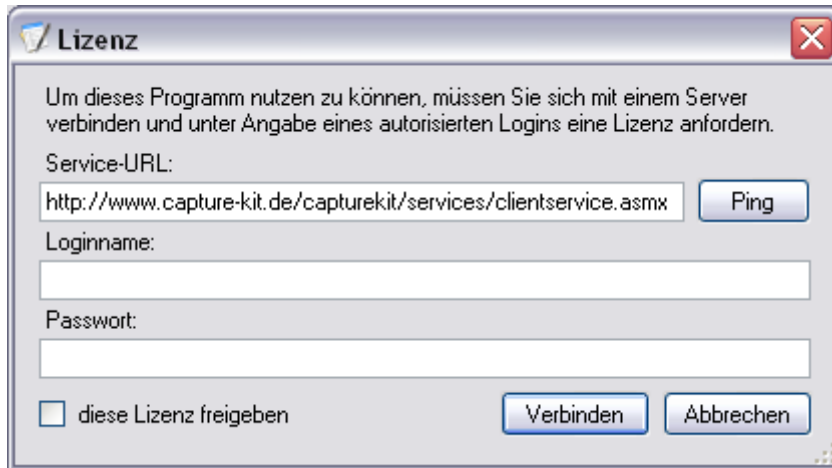 Lizenz
Um dieses Programm nutzen zu können, müssen Sie sich mit einem Server
verbinden und unter Angabe eines autorisierten Logins eine Lizenz anfordern.
Service-URL:
http://www.capture-kit.de/capturekit/services/clientservice.asmx Ping
Loginname:
Passwort:
diese Lizenz freigeben Verbinden Abbrechen